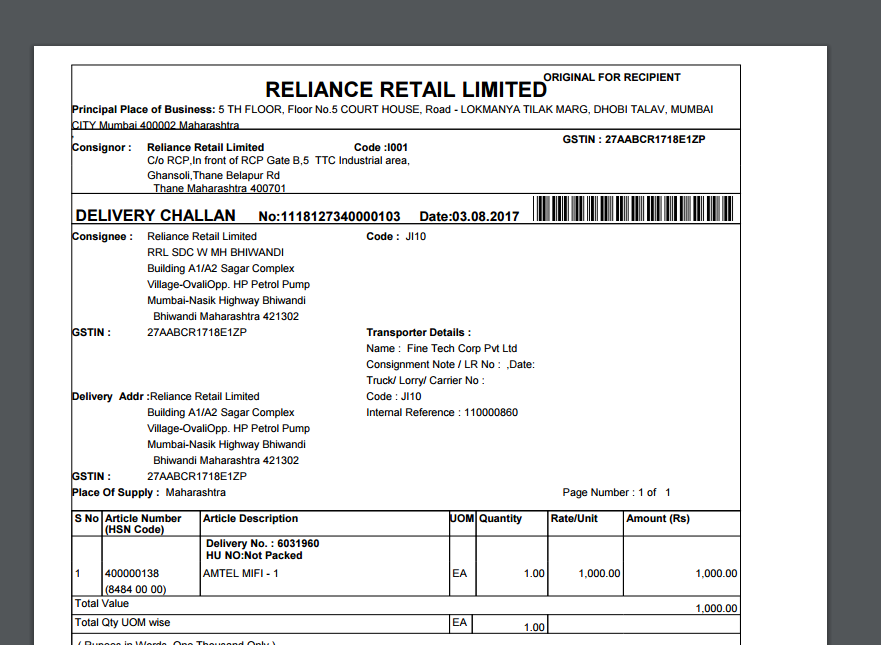 ORIGINAL FOR RECIPIENT
RELIANCE RETAIL LIMITED
Principal Place of Business: 5 TH FLOOR, Floor No.5 COURT HOUSE, Road - LOKMANYA TILAK MARG, DHOBI TALAV, MUMBAI
CITY Mumbai 400002 Maharashtra
GSTIN : 27AABCR1718E1ZP
Consignor : Reliance Retail Limited Code :I001
C/o RCP,In front of RCP Gate B,5 TTC Industrial area,
Ghansoli,Thane Belapur Rd
Thane Maharashtra 400701
DELIVERY CHALLAN No:1118127340000103 Date:03.08.2017
Consignee : Reliance Retail Limited Code : JI10
RRL SDC W MH BHIWANDI
Building A1/A2 Sagar Complex
Village-OvaliOpp. HP Petrol Pump
Mumbai-Nasik Highway Bhiwandi
Bhiwandi Maharashtra 421302
GSTIN : 27AABCR1718E1ZP Transporter Details :
Name : Fine Tech Corp Pvt Ltd
Consignment Note / LR No : ,Date:
Truck/ Lorry/ Carrier No :
Delivery Addr :Reliance Retail Limited Code : JI10
Building A1/A2 Sagar Complex Internal Reference : 110000860
Village-OvaliOpp. HP Petrol Pump
Mumbai-Nasik Highway Bhiwandi
Bhiwandi Maharashtra 421302
GSTIN : 27AABCR1718E1ZP
Place Of Supply : Maharashtra Page Number : 1 of 1
S No Article Number Article Description UOM Quantity Rate/Unit Amount (Rs)
(HSN Code)
Delivery No. : 6031960
HU NO:Not Packed
1 400000138 AMTEL MIFI - 1 EA 1.00 1,000.00 1,000.00
(8484 00 00)
Total Value 1,000.00
Total Qty UOM wise EA 1.00
( Rupees in Words One Thousand Only )